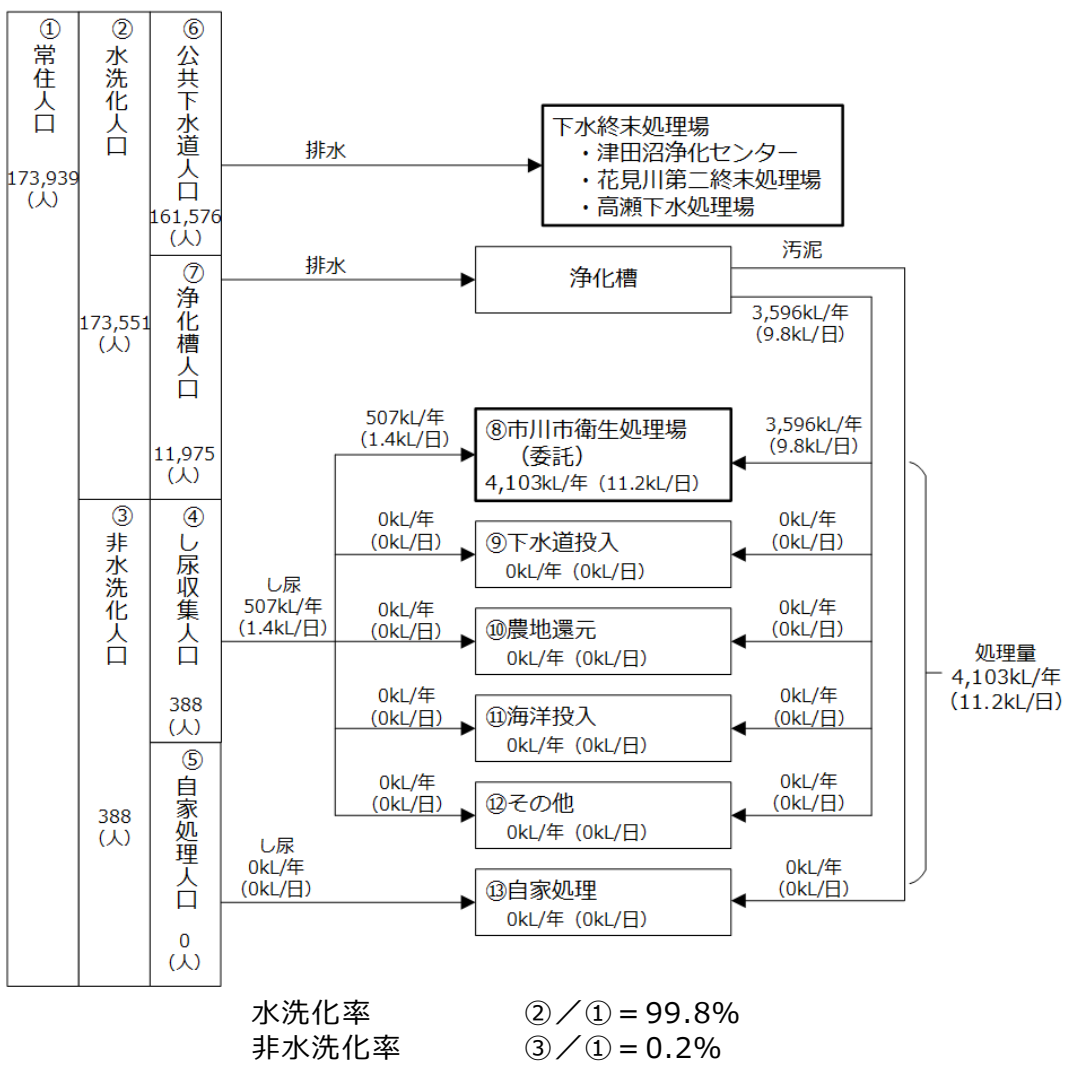 ①常住人口
173,939
(人)
②水洗化人口
173,551
(人)
⑥公共下水道人口
161,576
(人)
⑦浄化槽人口
11,975
(人)
③非水洗化人口
388
(人)
④し尿収集人口
388
(人)
⑤自家処理人口
0
(人)
排水
下水終末処理場
・津田沼浄化センター
・花見川第二終末処理場
・高瀬下水処理場
排水
浄化槽
汚泥
3,596kL/年
(9.8kL/日)
507kL/年
(1.4kL/日)
⑧市川市衛生処理場
（委託）
4,103kL/年（11.2kL/日）
3,596kL/年
(9.8kL/日)
0kL/年
(0kL/日)
⑨下水道投入
0kL/年（0kL/日）
0kL/年
(0kL/日)
し尿
507kL/年
(1.4kL/日)
0kL/年
(0kL/日)
⑩農地還元
0kL/年（0kL/日）
0kL/年
(0kL/日)
0kL/年
(0kL/日)
⑪海洋投入
0kL/年（0kL/日）
0kL/年
(0kL/日)
0kL/年
(0kL/日)
⑫その他
0kL/年（0kL/日）
0kL/年
(0kL/日)
し尿
0kL/年
(0kL/日)
⑬自家処理
0kL/年（0kL/日）
0kL/年
(0kL/日)
処理量
4,103kL/年
（11.2kL/日）
水洗化率 ②／①＝99.8%
非水洗化率 ③／①＝0.2%